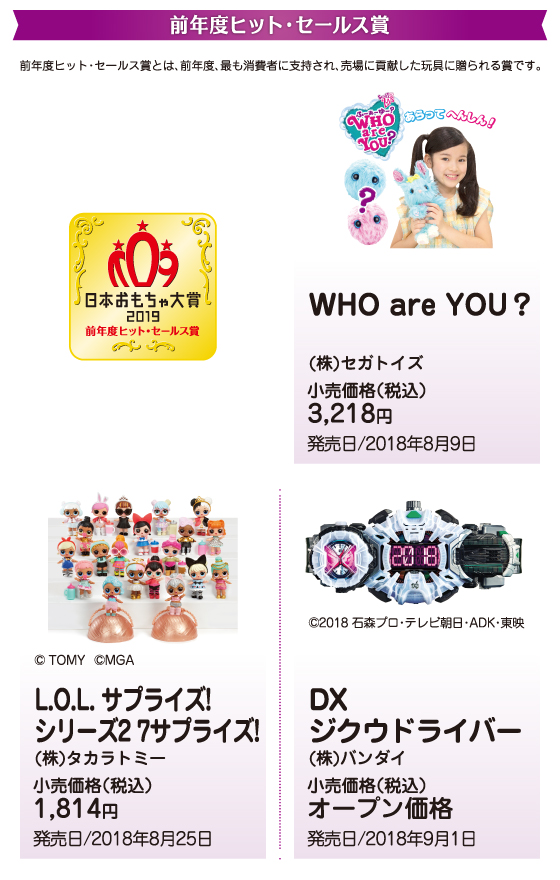 前年度ヒット・セールス賞
前年度ヒット・セールス賞とは、前年度、最も消費者に支持され、売場に貢献した玩具に贈られる賞です。
ふー・あー・ゆー?
WHO
are
YOU?
あらってへんしん!
?
日本おもちゃ大賞
2019
前年度ヒット・セールス賞
WHO are YOU?
(株)セガトイズ
小売価格(税込)
3,218円
発売日/2018年8月9日
© TOMY ©MGA
L.O.L. サプライズ!
シリーズ2 7サプライズ!
(株)タカラトミー
小売価格(税込)
1,814円
発売日/2018年8月25日
2018
©2018 石森プロ・テレビ朝日・ADK・東映
DX
ジクウドライバー
(株)バンダイ
小売価格(税込)
オープン価格
発売日/2018年9月1日